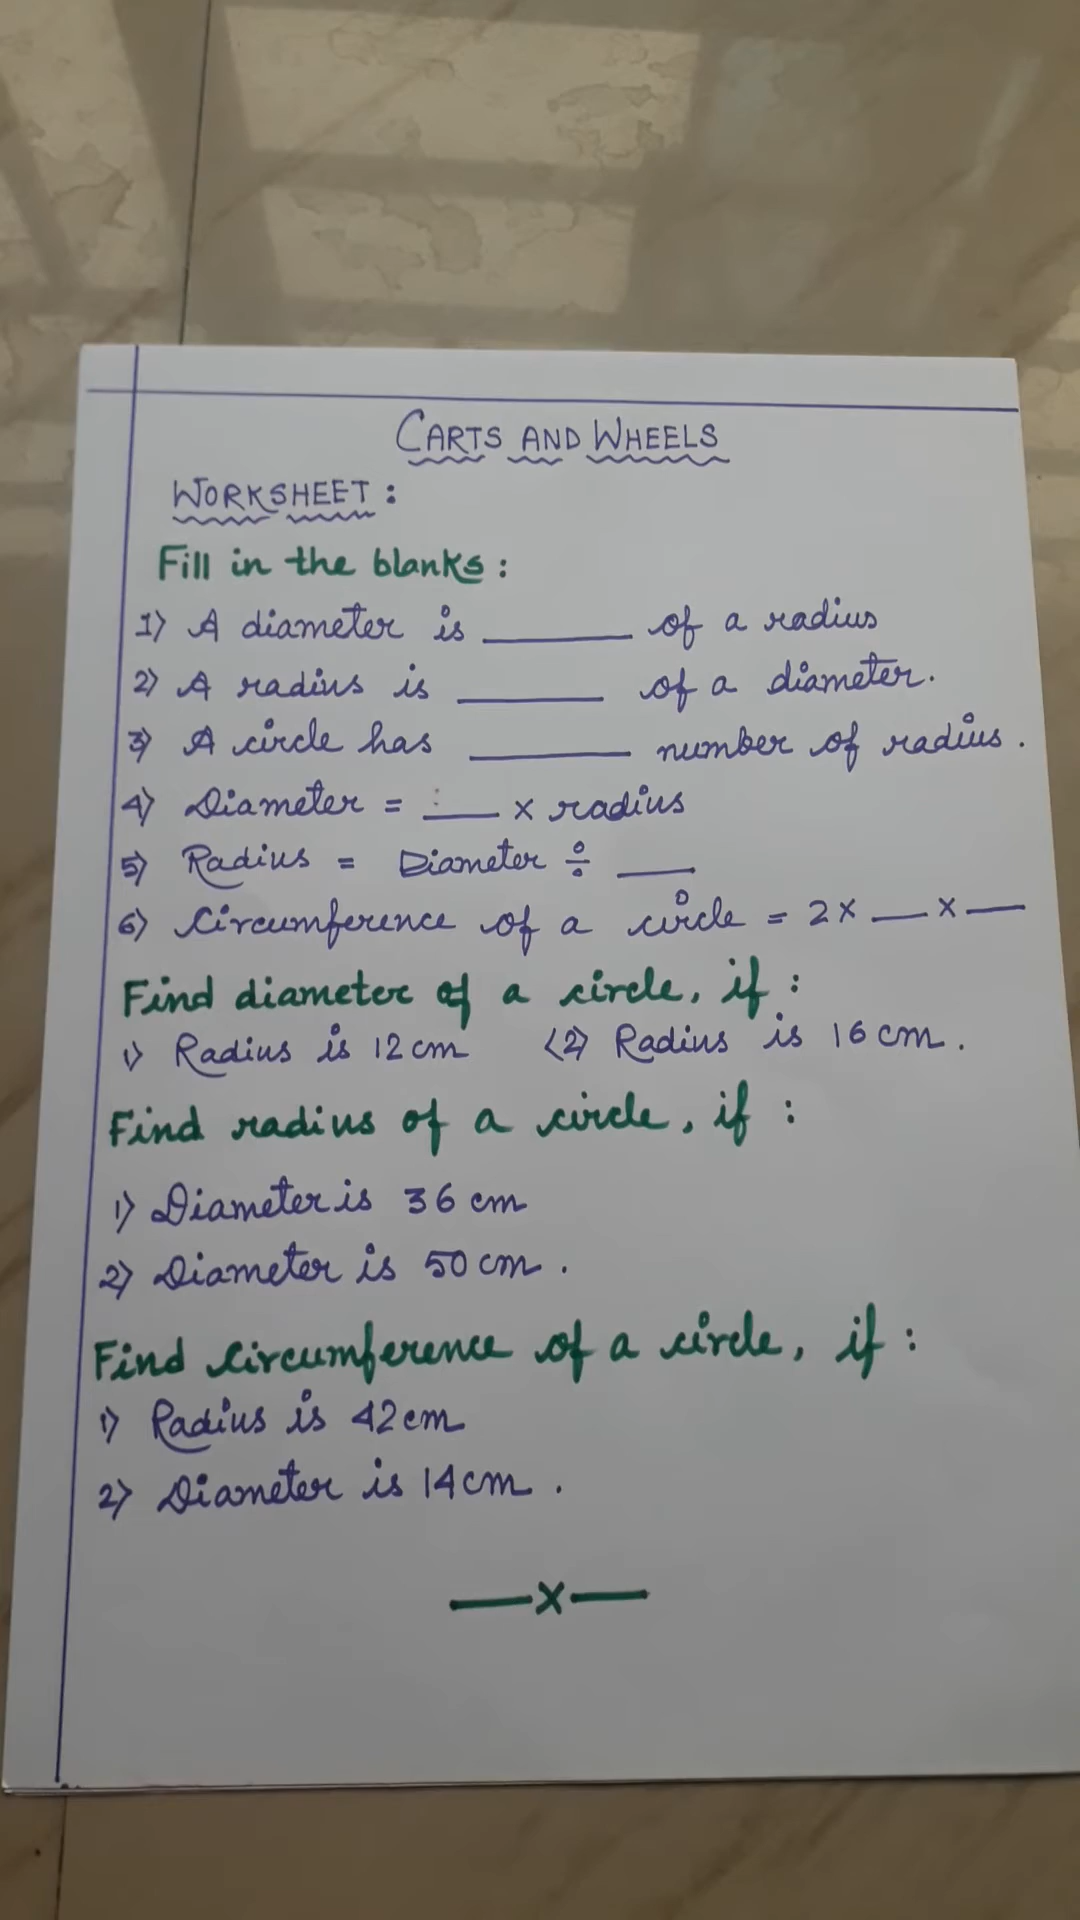 CARTS AND WHEELS
WORKSHEET :
Fill in the blanks :
1) A diameter is ______ of a radius
2) A radius is ______ of a diameter.
3) A circle has ______ number of radius.
4) Diameter = ___ × radius
5) Radius = Diameter ÷ ___
6) Circumference of a circle = 2 × __ × __
Find diameter of a circle, if :
1) Radius is 12 cm (2) Radius is 16 cm.
Find radius of a circle, if :
1) Diameter is 36 cm
2) Diameter is 50 cm.
Find circumference of a circle, if :
1) Radius is 42 cm
2) Diameter is 14 cm.
—x—